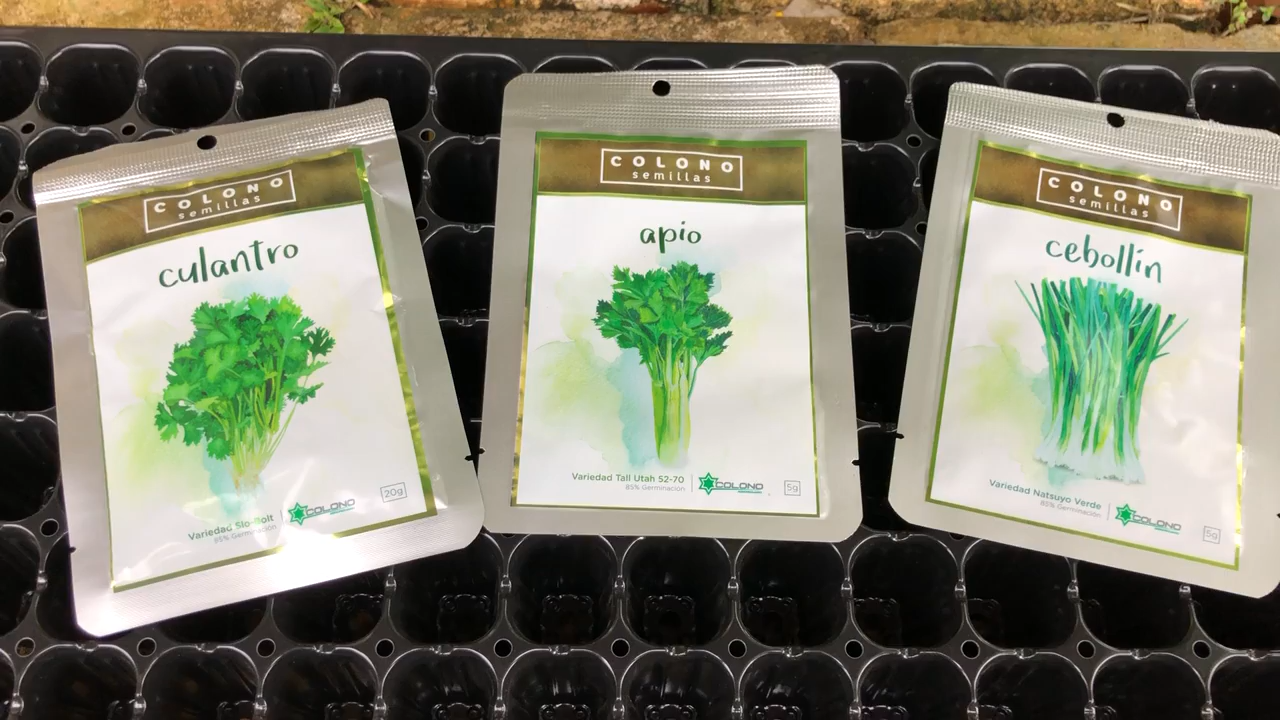 COLONO
semillas
culantro
Variedad Slo-Bolt
85% Germinación
COLONO
20g
COLONO
semillas
apio
Variedad Tall Utah 52-70
85% Germinación
COLONO
5g
COLONO
semillas
cebollín
Variedad Natsuyo Verde
85% Germinación
COLONO
5g